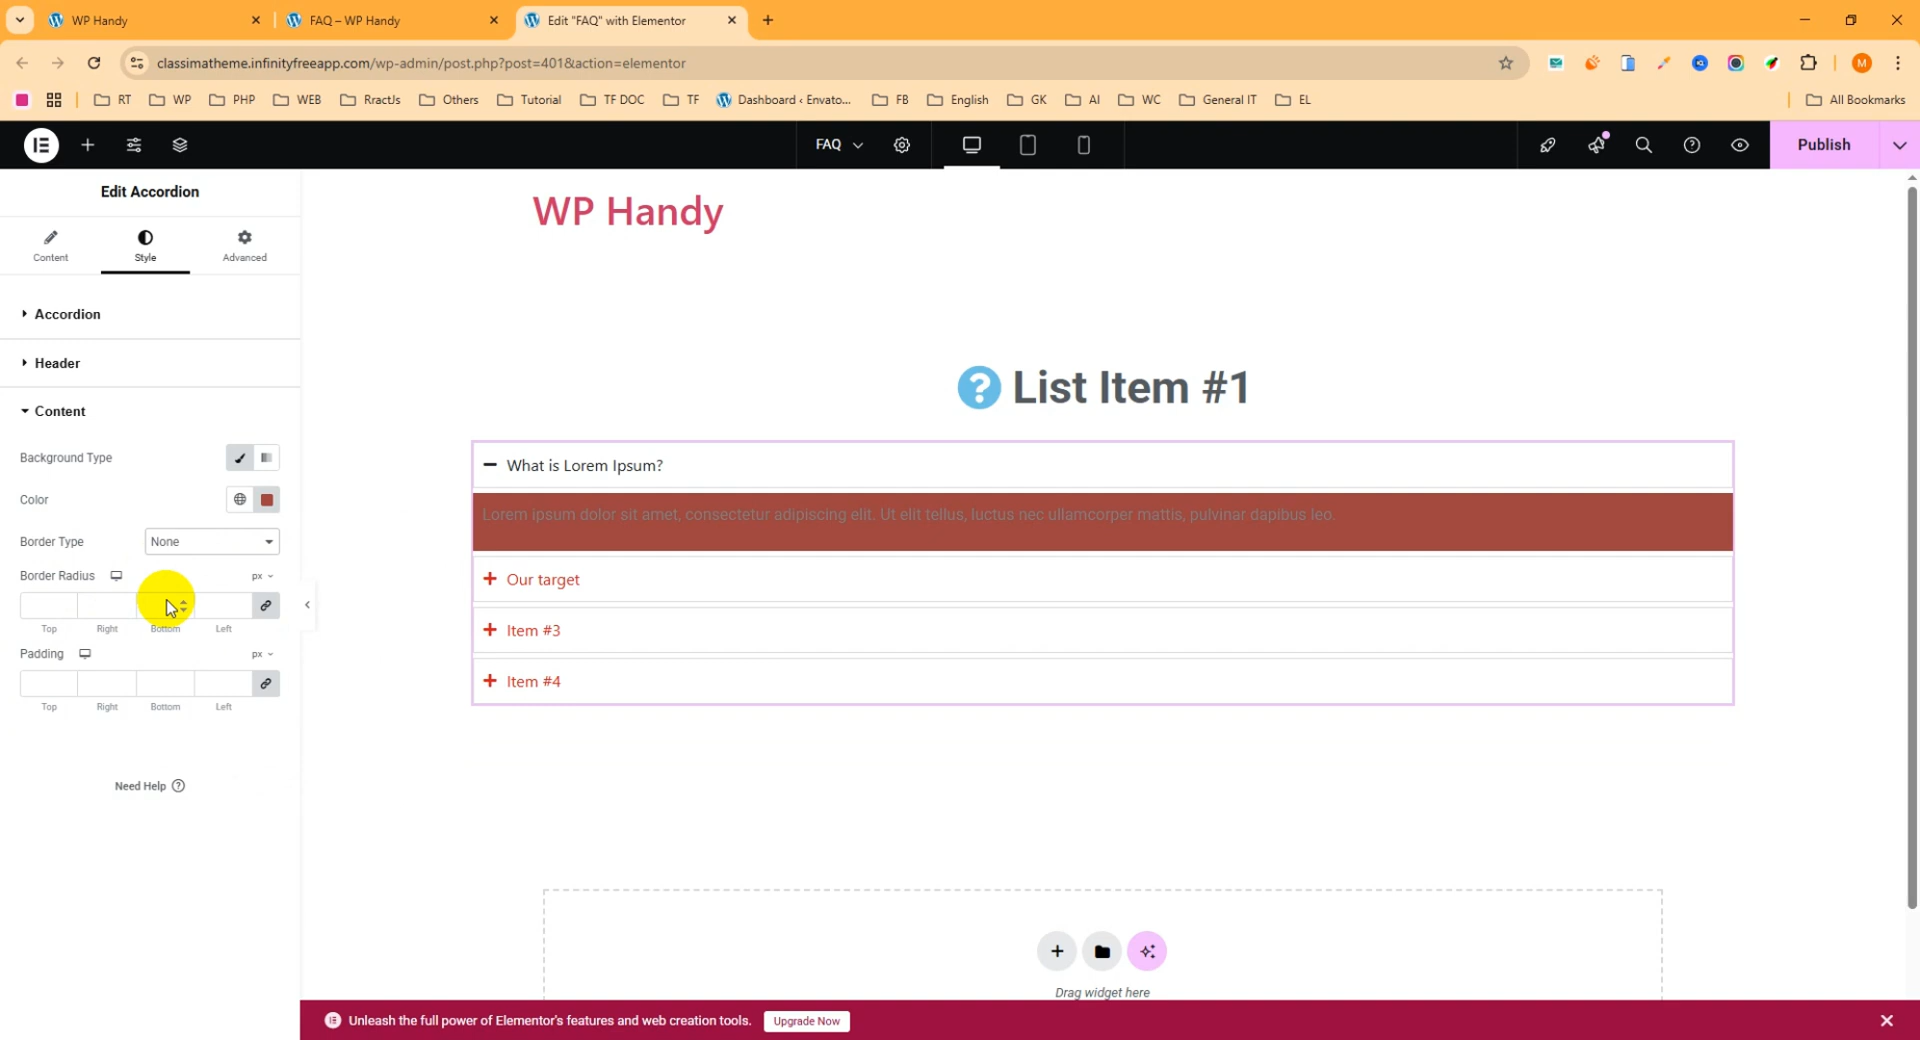 WP Handy
FAQ – WP Handy
Edit "FAQ" with Elementor
classimatheme.infinityfreeapp.com/wp-admin/post.php?post=401&action=elementor
M
RT
WP
PHP
WEB
RractJs
Others
Tutorial
TF DOC
TF
Dashboard ‹ Envato...
FB
English
GK
AI
WC
General IT
EL
All Bookmarks
FAQ
Publish
Edit Accordion
Content
Style
Advanced
Accordion
Header
Content
Background Type
Color
Border Type
None
Border Radius
px
Top
Right
Bottom
Left
Padding
px
Top
Right
Bottom
Left
Need Help
WP Handy
List Item #1
What is Lorem Ipsum?
Lorem ipsum dolor sit amet, consectetur adipiscing elit. Ut elit tellus, luctus nec ullamcorper mattis, pulvinar dapibus leo.
Our target
Item #3
Item #4
Drag widget here
Unleash the full power of Elementor's features and web creation tools.
Upgrade Now